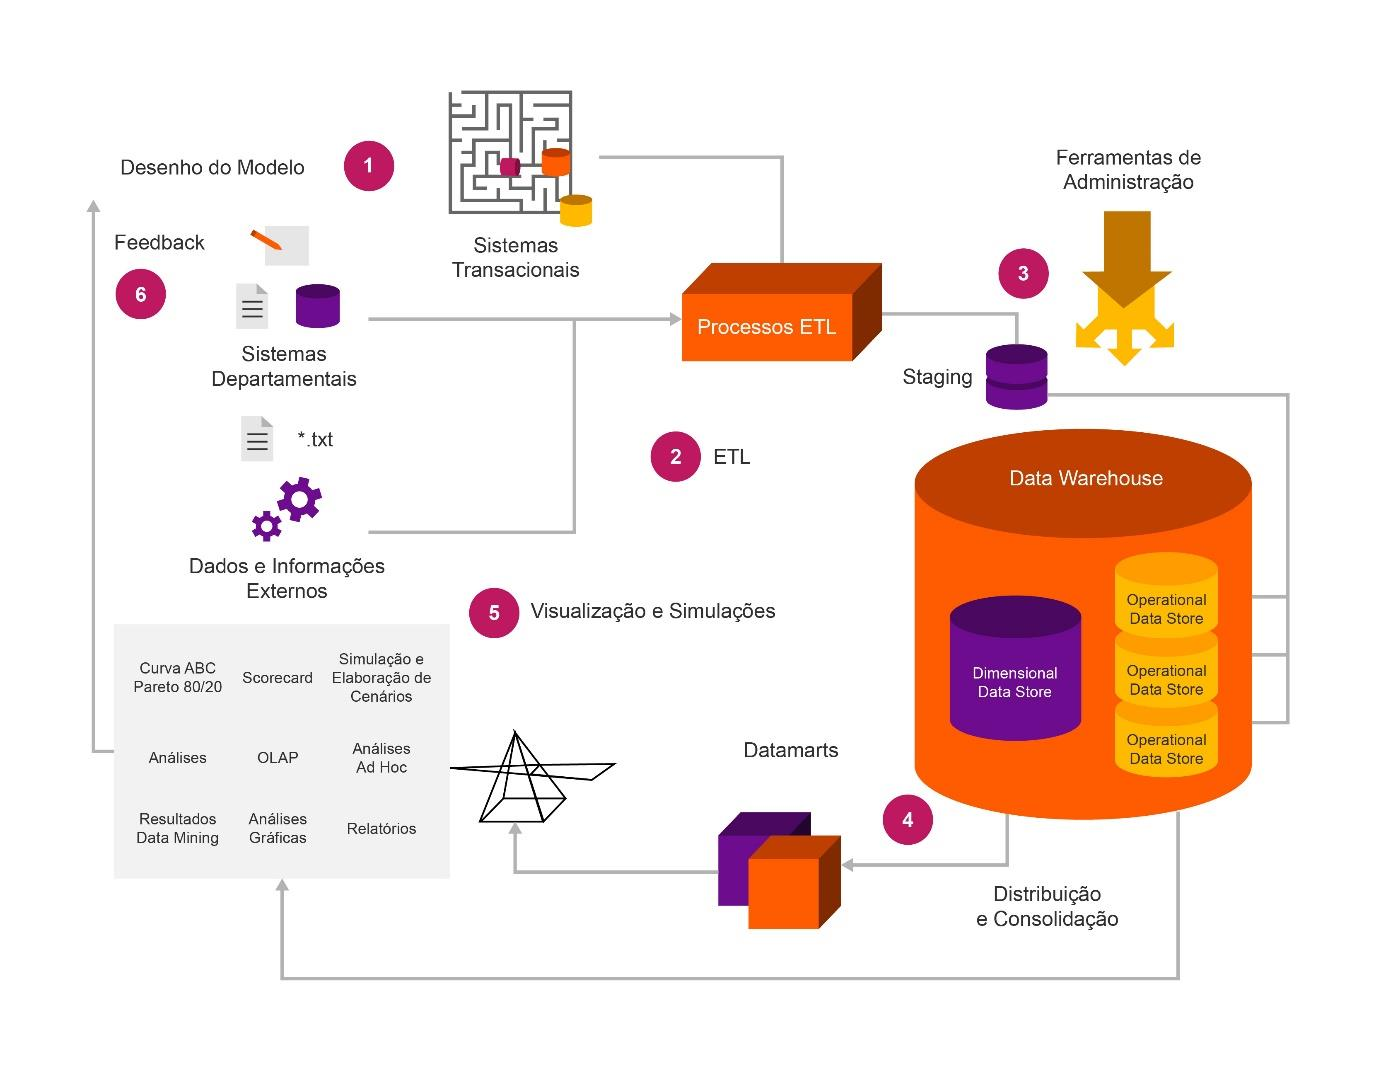 Desenho do Modelo
1
Sistemas
Transacionais
Ferramentas de
Administração
Feedback
6
3
Processos ETL
Sistemas
Departamentais
Staging
*.txt
2
ETL
Data Warehouse
Dados e Informações
Externos
5
Visualização e Simulações
Operational
Data Store
Operational
Data Store
Operational
Data Store
Dimensional
Data Store
Curva ABC
Pareto 80/20
Scorecard
Simulação e
Elaboração de
Cenários
Análises
OLAP
Análises
Ad Hoc
Resultados
Data Mining
Análises
Gráficas
Relatórios
Datamarts
4
Distribuição
e Consolidação